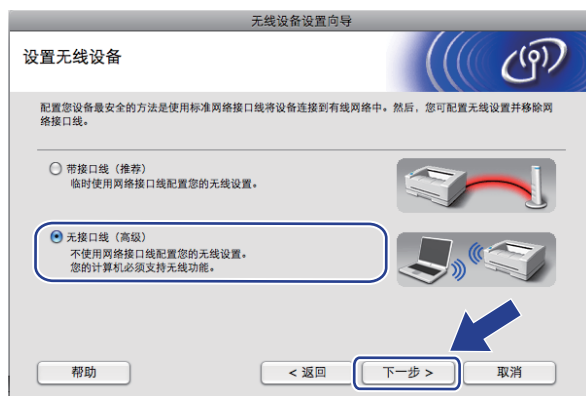 无线设备设置向导
设置无线设备
配置您设备最安全的方法是使用标准网络接口线将设备连接到有线网络中。然后，您可配置无线设置并移除网
络接口线。
带接口线（推荐）
临时使用网络接口线配置您的无线设置。
无接口线（高级）
不使用网络接口线配置您的无线设置。
您的计算机必须支持无线功能。
帮助
< 返回
下一步 >
取消